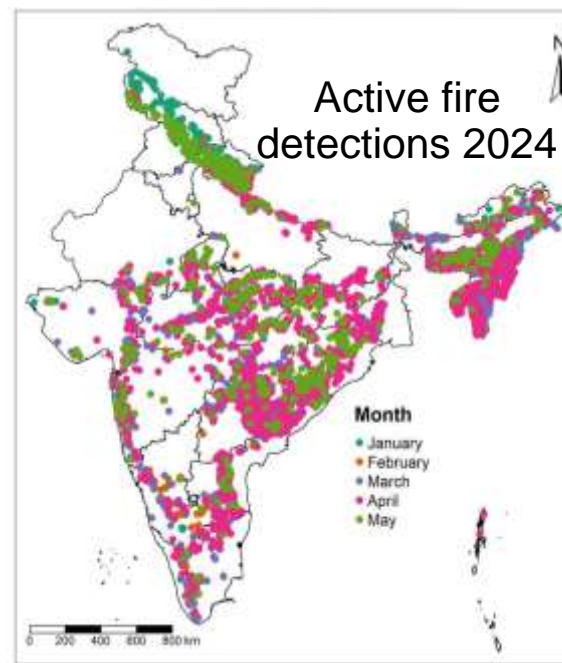 N
Active fire
detections 2024
Month
January
February
March
April
May
0 200 400 600 800 km